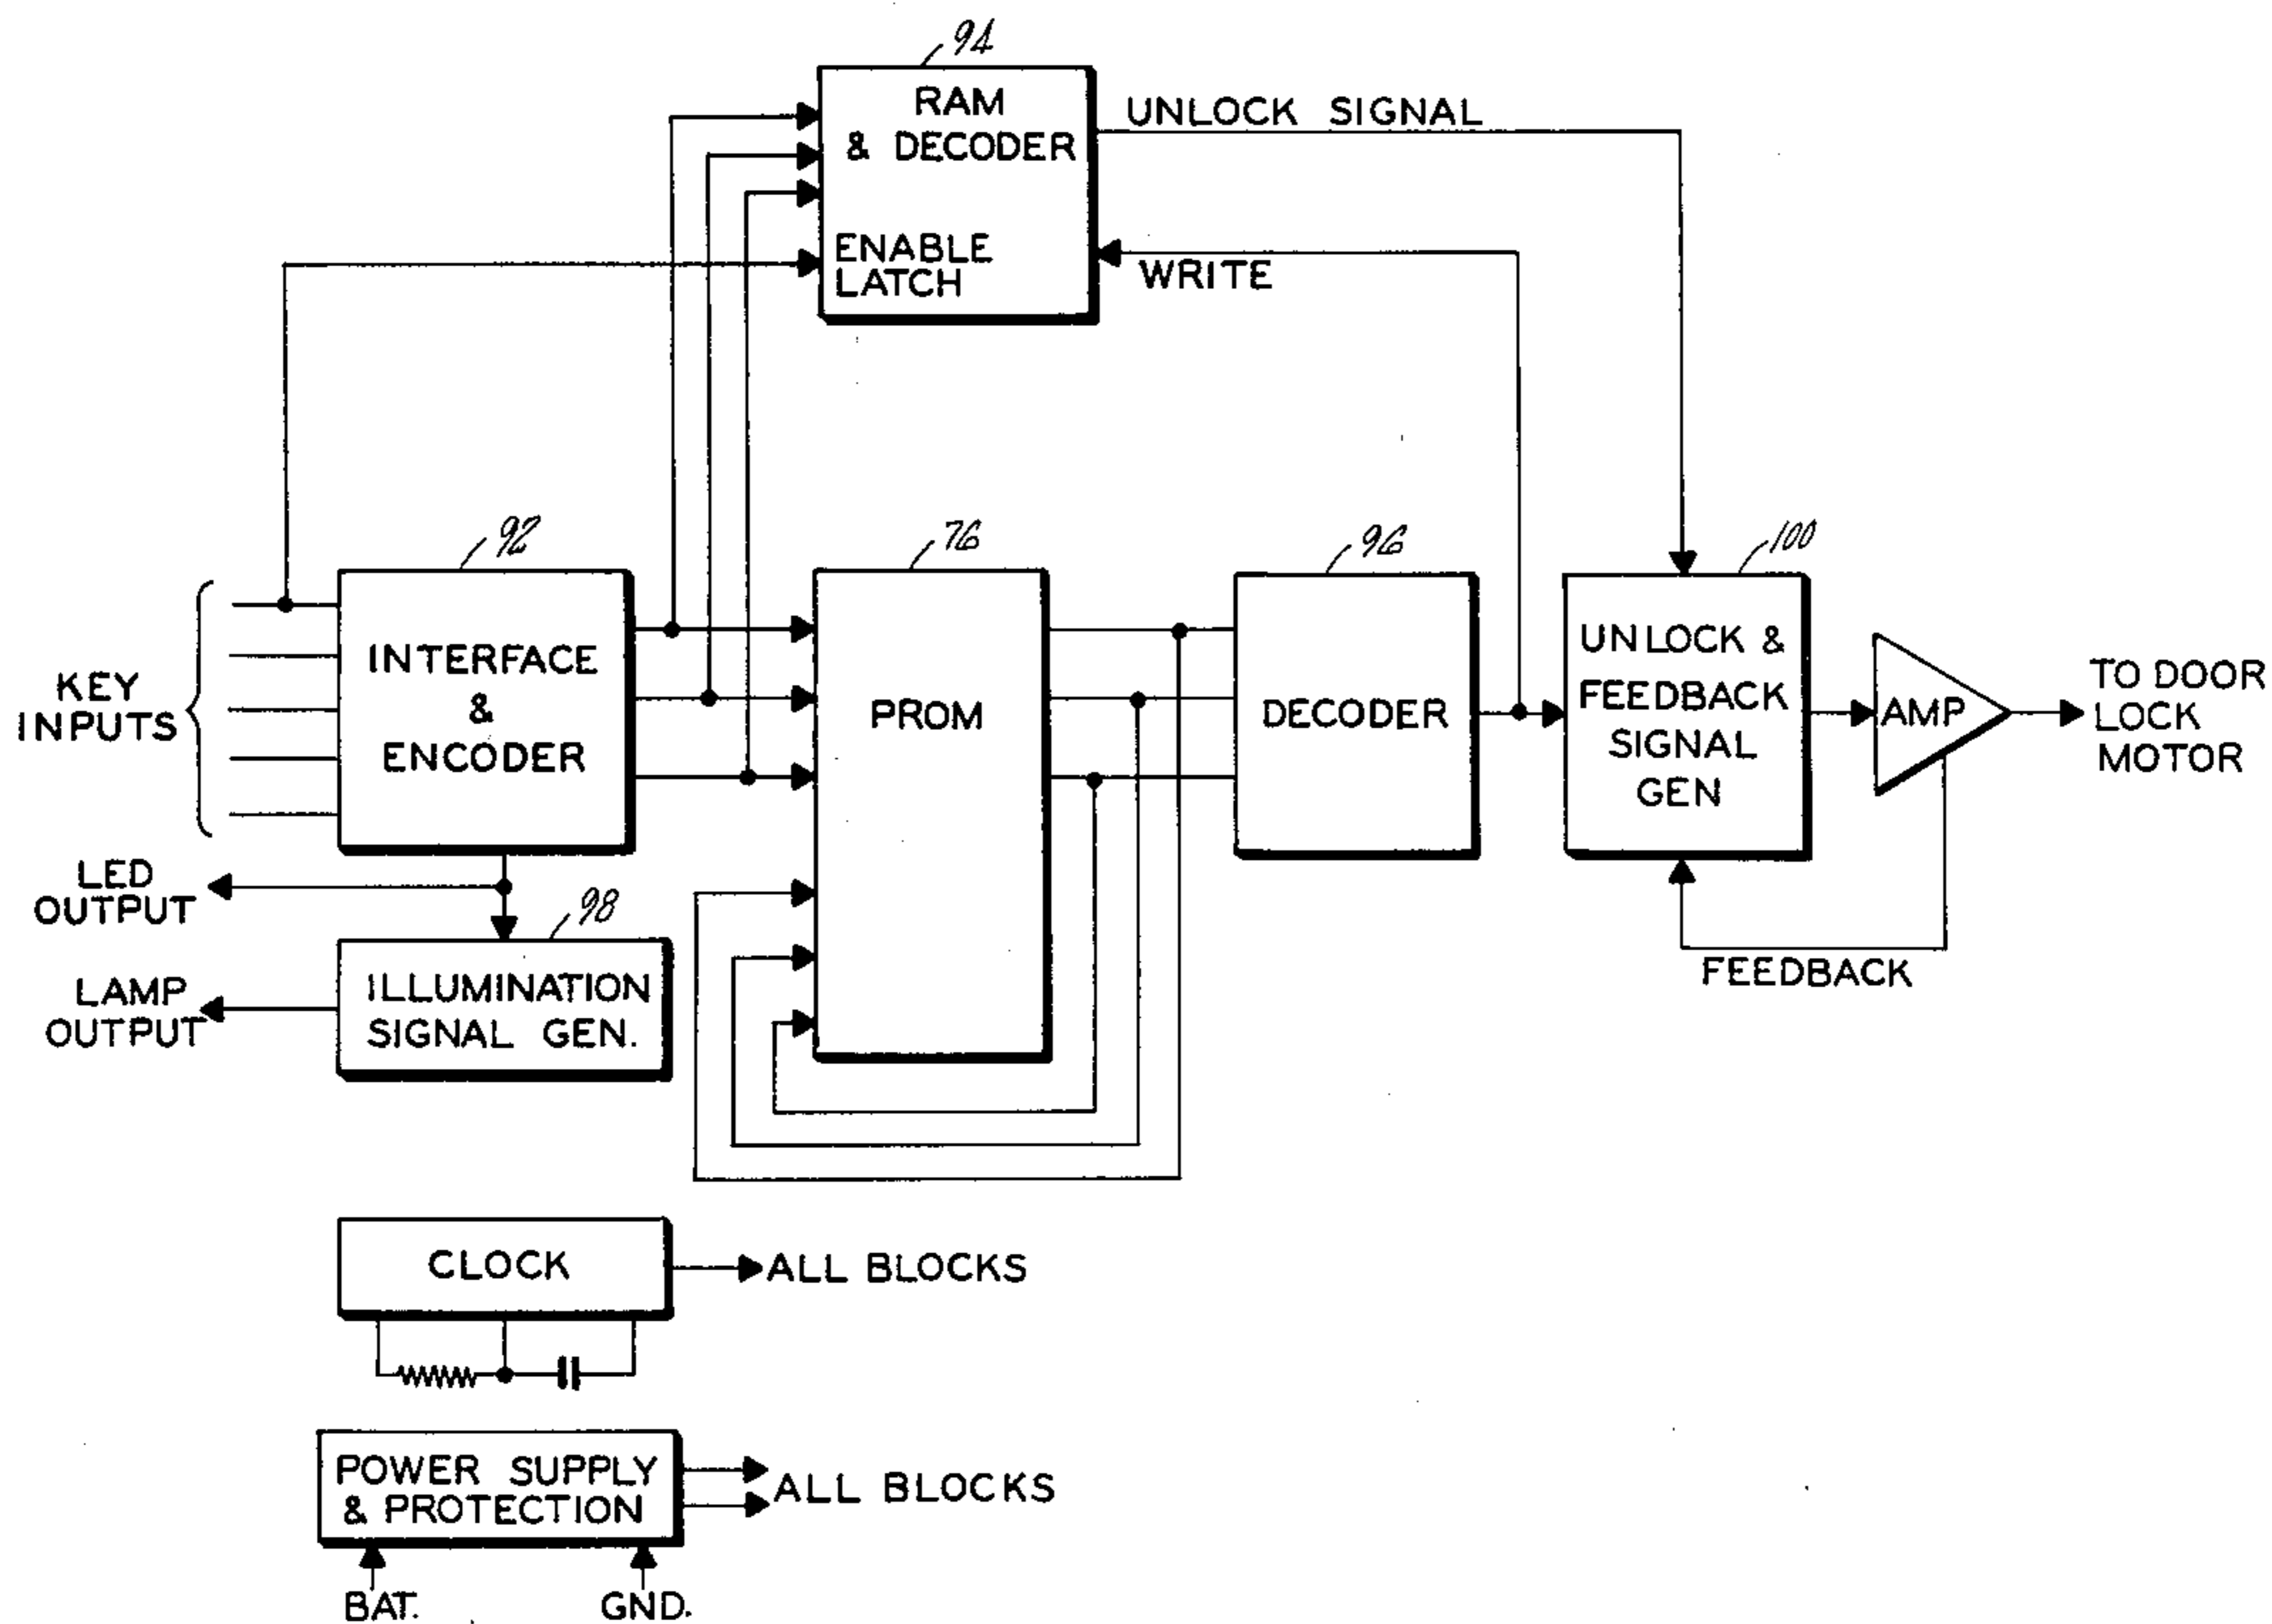 94
RAM
& DECODER
UNLOCK SIGNAL
ENABLE
LATCH
WRITE
92
76
96
100
KEY
INPUTS
INTERFACE
&
ENCODER
PROM
DECODER
UNLOCK &
FEEDBACK
SIGNAL
GEN
AMP
TO DOOR
LOCK
MOTOR
LED
OUTPUT
98
FEEDBACK
LAMP
OUTPUT
ILLUMINATION
SIGNAL GEN.
CLOCK
ALL BLOCKS
POWER SUPPLY
& PROTECTION
ALL BLOCKS
BAT.
GND.